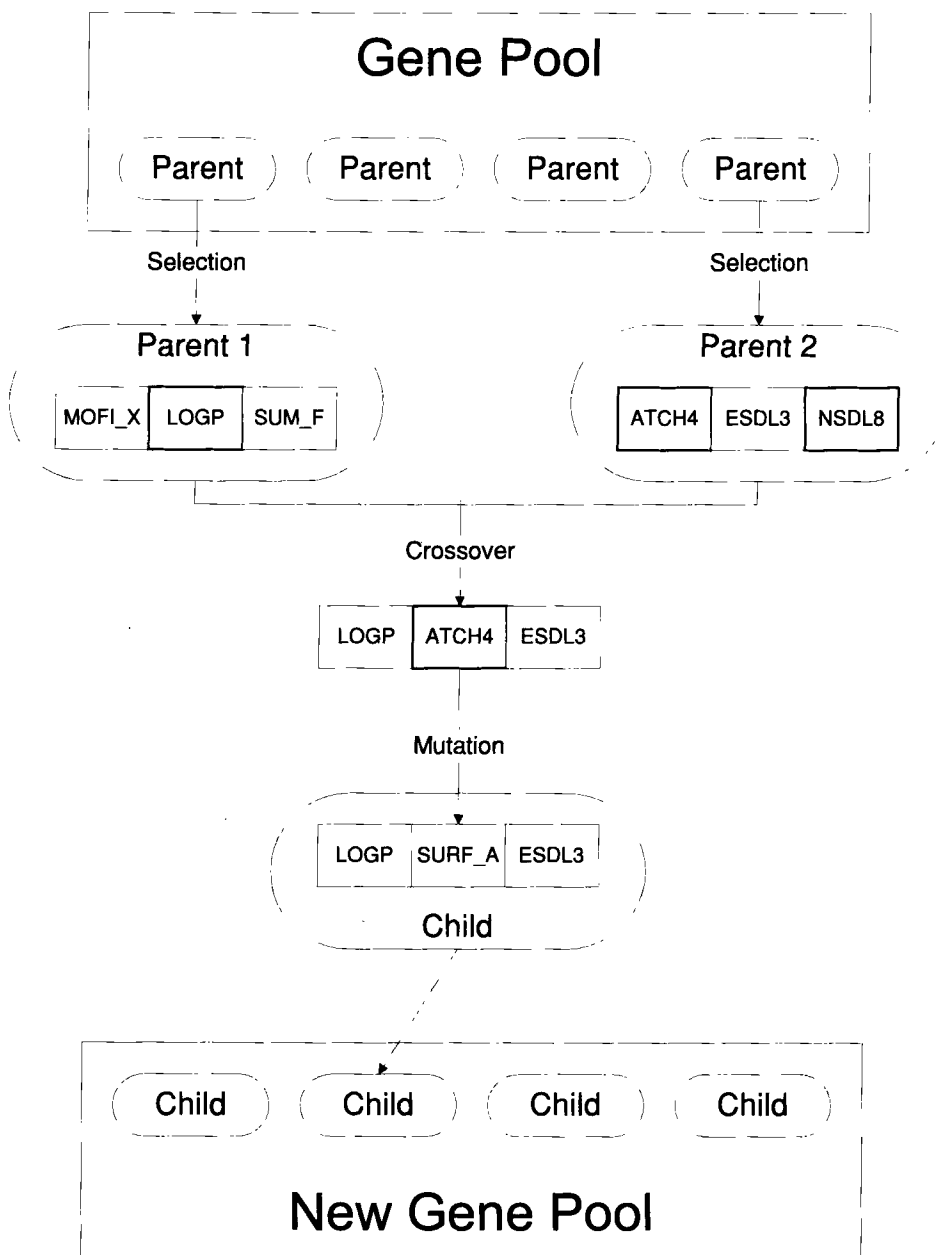 Gene Pool
Parent Parent Parent Parent
Selection Selection
Parent 1 Parent 2
MOFI_X LOGP SUM_F ATCH4 ESDL3 NSDL8
Crossover
LOGP ATCH4 ESDL3
Mutation
LOGP SURF_A ESDL3
Child
Child Child Child Child
New Gene Pool